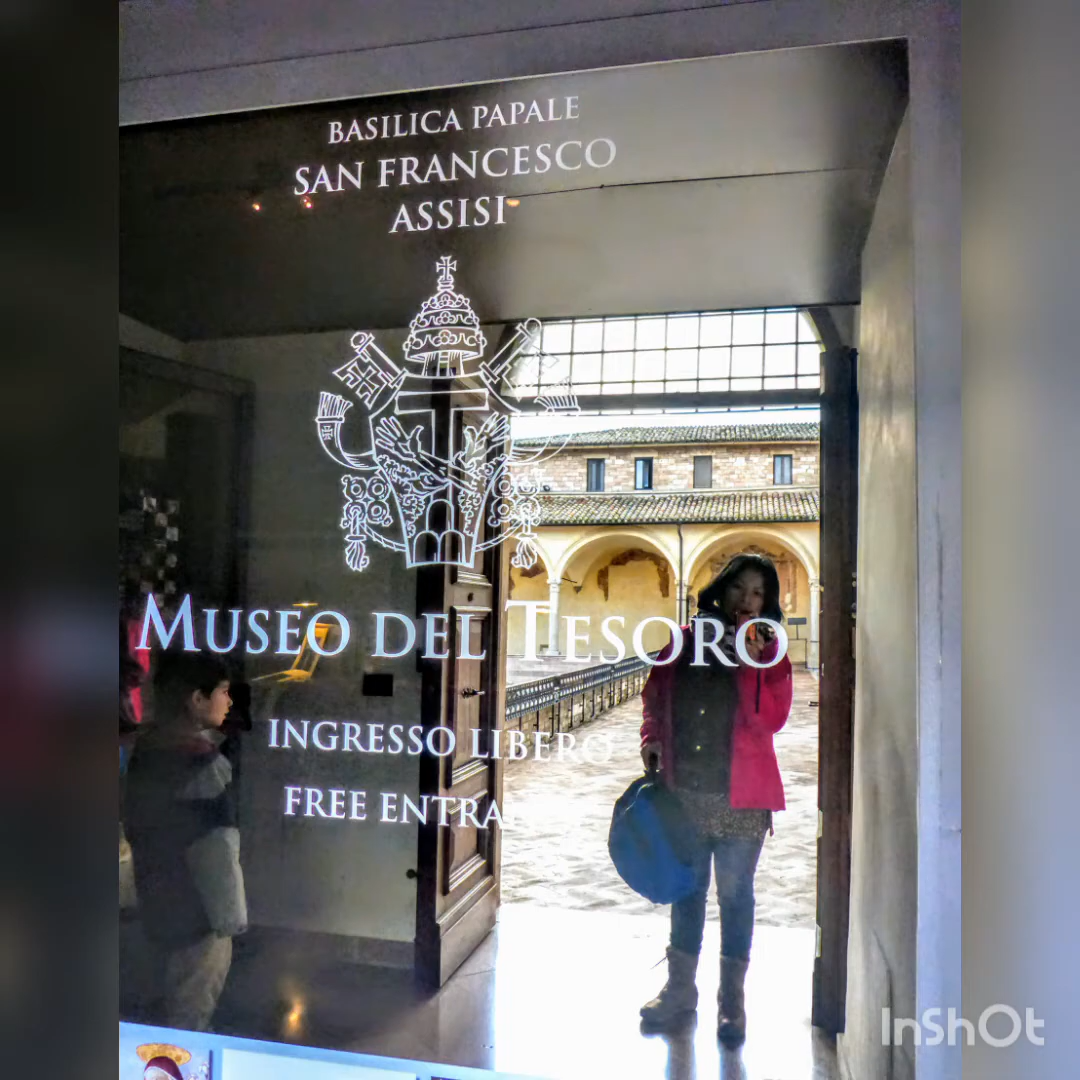 BASILICA PAPALE
SAN FRANCESCO
ASSISI
MUSEO DEL TESORO
INGRESSO LIBERO
FREE ENTRA
InShOt